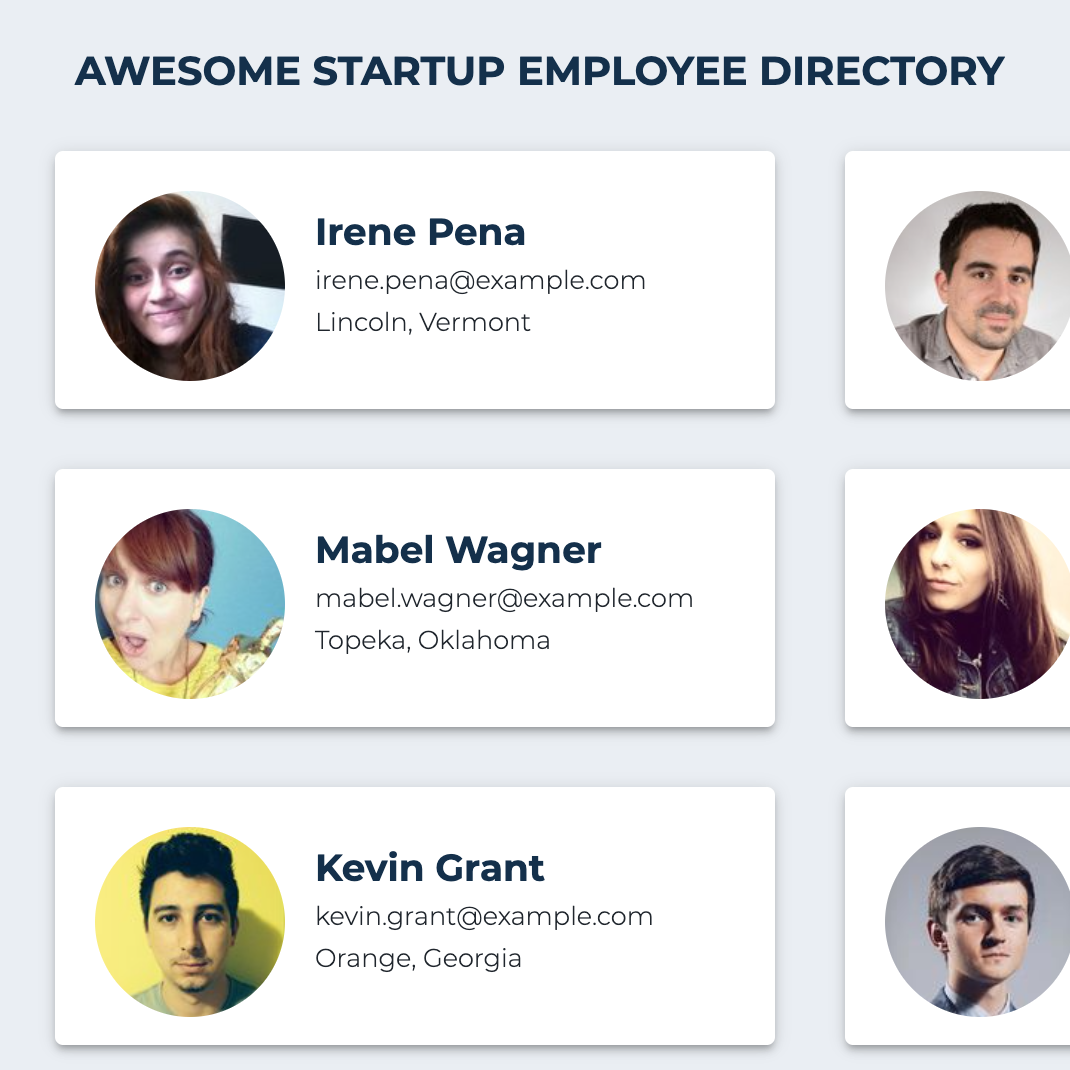 AWESOME STARTUP EMPLOYEE DIRECTORY
Irene Pena
irene.pena@example.com
Lincoln, Vermont
Mabel Wagner
mabel.wagner@example.com
Topeka, Oklahoma
Kevin Grant
kevin.grant@example.com
Orange, Georgia